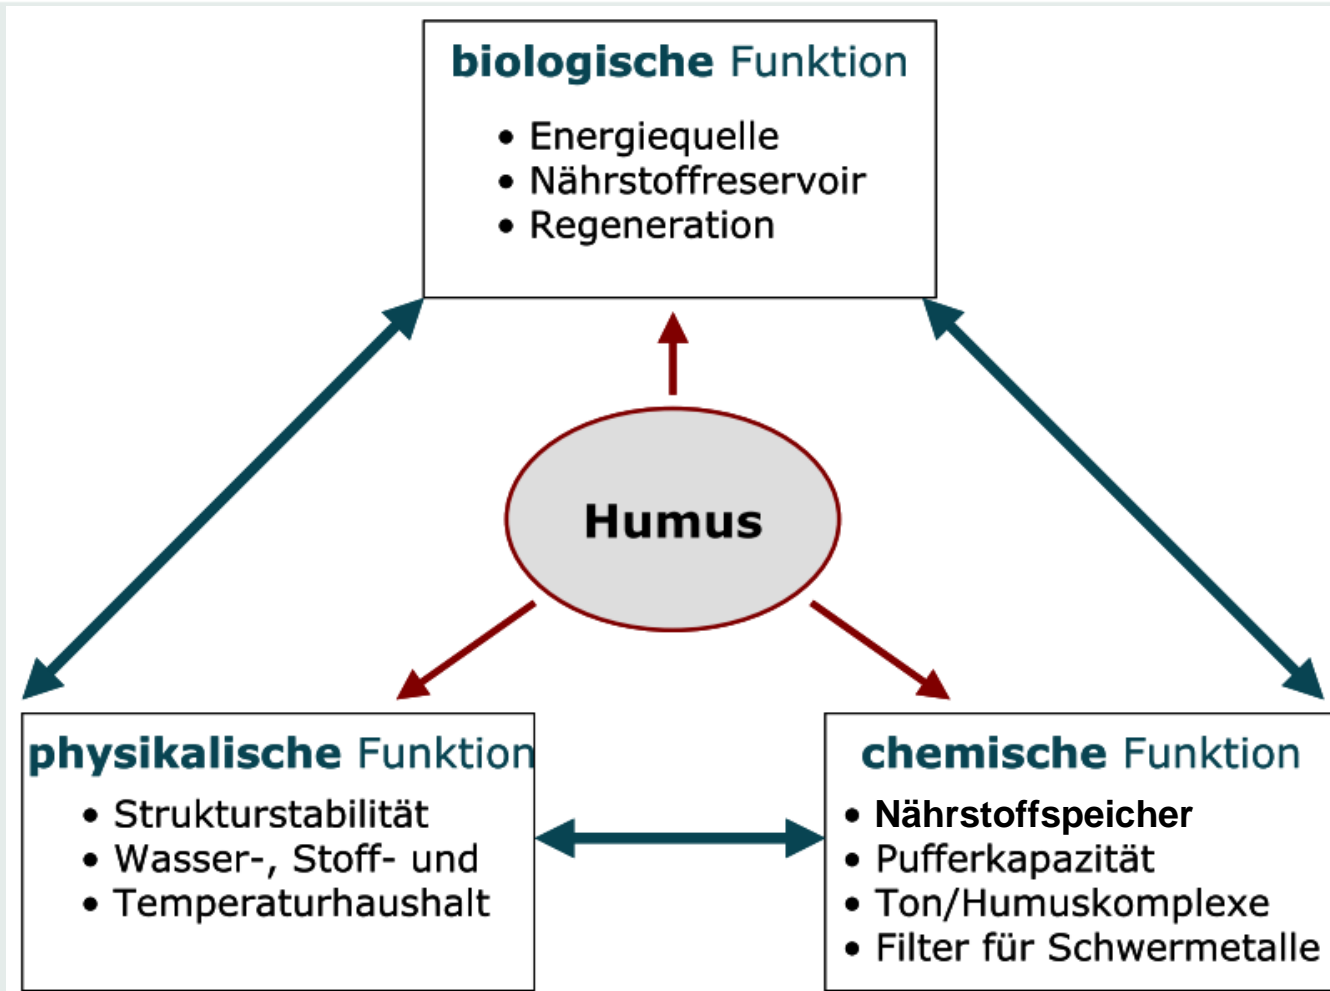 biologische Funktion
• Energiequelle
• Nährstoffreservoir
• Regeneration
Humus
physikalische Funktion
• Strukturstabilität
• Wasser-, Stoff- und
• Temperaturhaushalt
chemische Funktion
• Nährstoffspeicher
• Pufferkapazität
• Ton/Humuskomplexe
• Filter für Schwermetalle